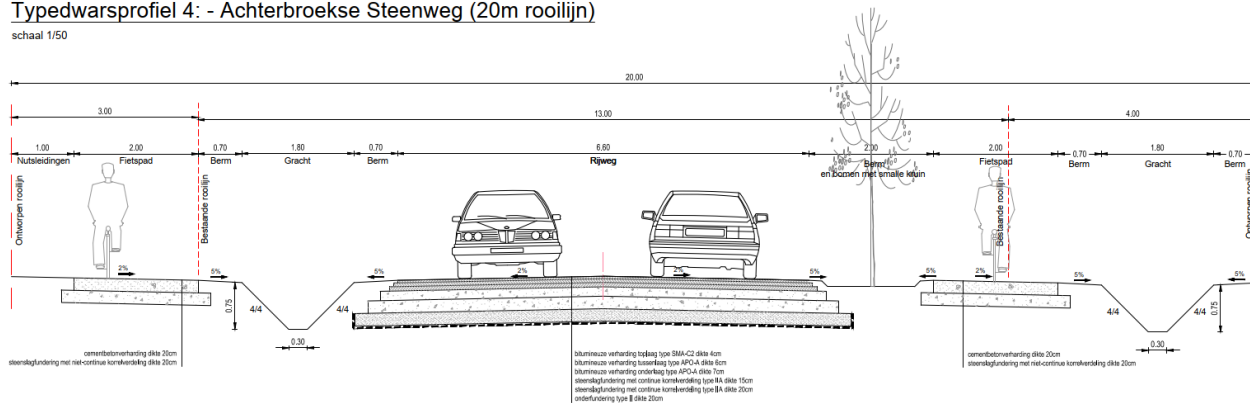 Typedwarsprofiel 4: - Achterbroekse Steenweg (20m rooilijn)
schaal 1/50
20.00
3.00
13.00
4.00
1.00
2.00
0.70
1.80
0.70
6.60
2.00
2.00
0.70
1.80
0.70
Nutsleidingen
Fietspad
Berm
Gracht
Berm
Rijweg
Berm
en bomen met smalle kruin
Fietspad
Berm
Gracht
Berm
Ontworpen rooilijn
Bestaande rooilijn
Bestaande rooilijn
Ontworpen rooilijn
2%
5%
5%
2%
2%
5%
5%
2%
5%
5%
0.75
4/4
4/4
0.30
4/4
4/4
0.75
0.30
cementbetonverharding dikte 20cm
steenslagfundering met niet-continue korrelverdeling dikte 20cm
bitumineuze verharding toplaag type SMA-C2 dikte 4cm
bitumineuze verharding tussenlaag type APO-A dikte 6cm
bitumineuze verharding onderlaag type APO-A dikte 7cm
steenslagfundering met continue korrelverdeling type IIA dikte 15cm
steenslagfundering met continue korrelverdeling type IIA dikte 20cm
onderfundering type II dikte 20cm
cementbetonverharding dikte 20cm
steenslagfundering met niet-continue korrelverdeling dikte 20cm